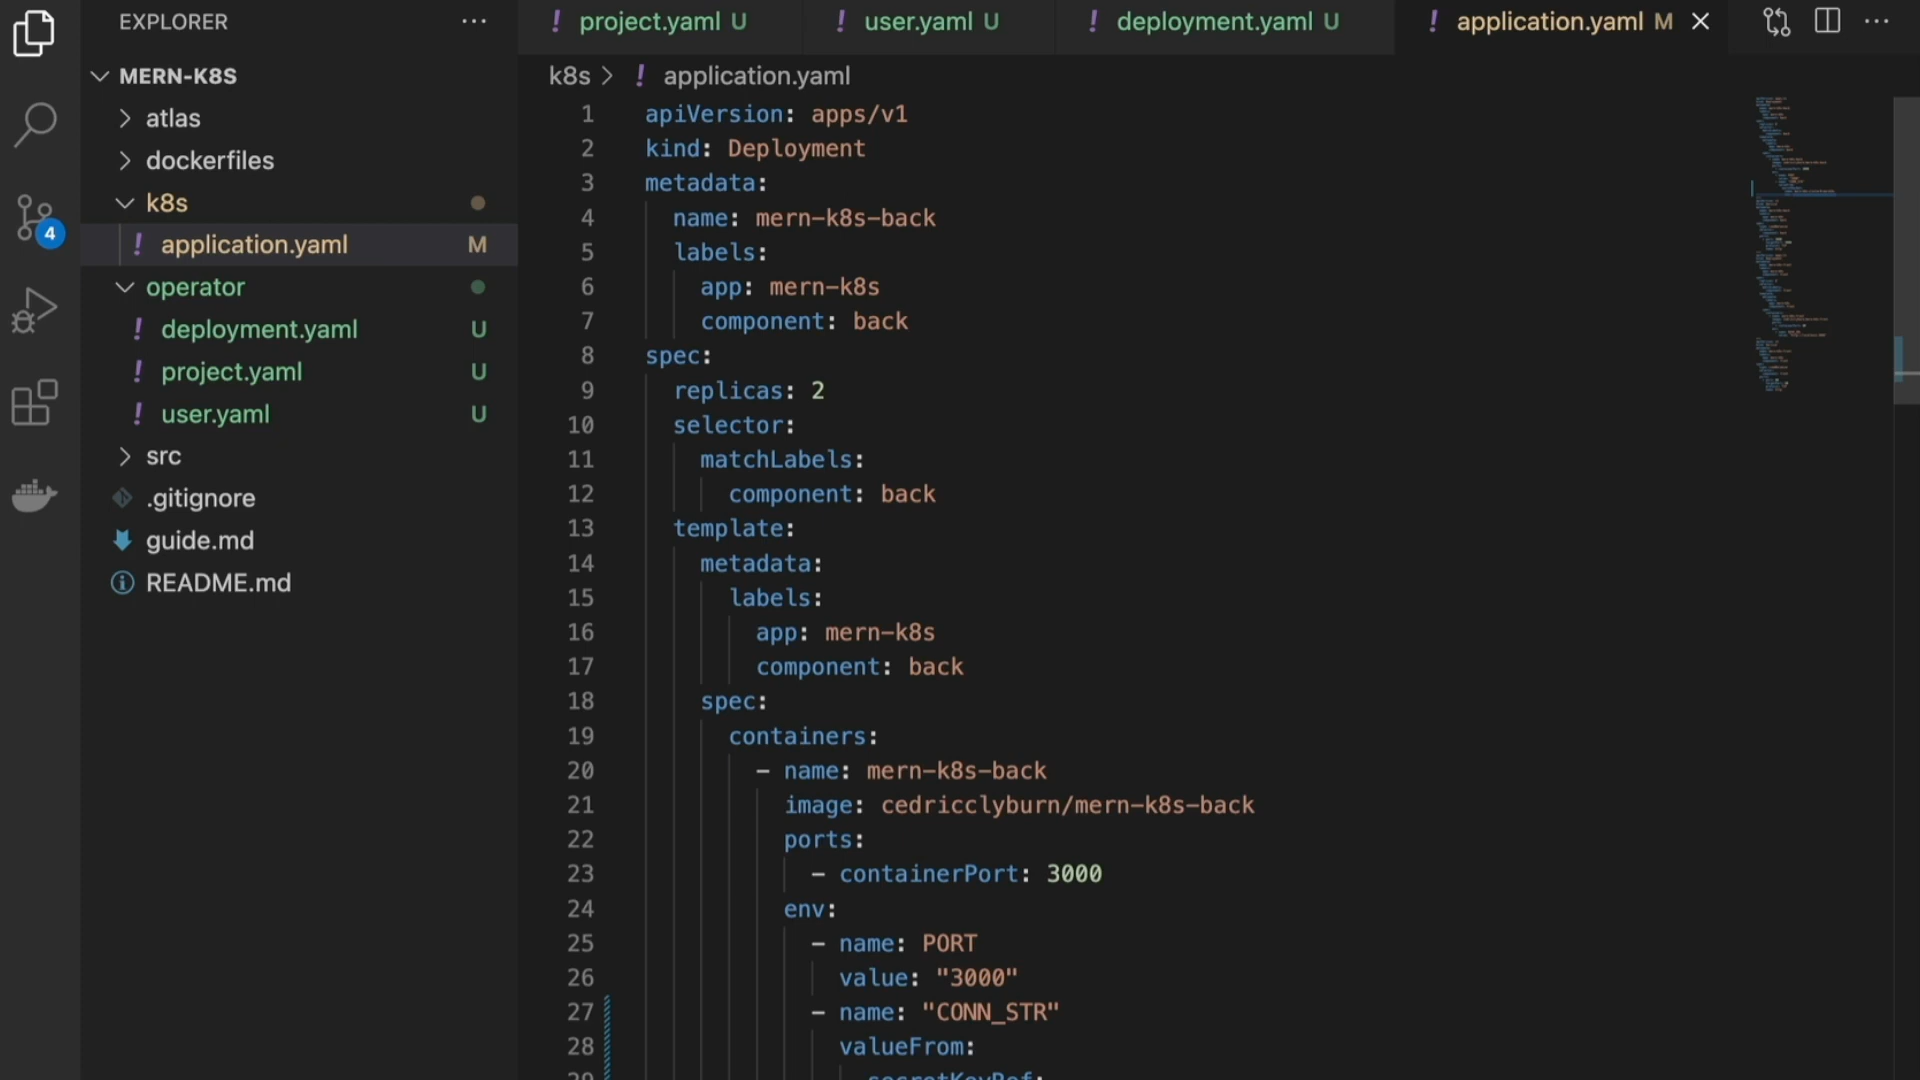 EXPLORER
MERN-K8S
atlas
dockerfiles
k8s
application.yaml M
operator
deployment.yaml U
project.yaml U
user.yaml U
src
.gitignore
guide.md
README.md
4
! project.yaml U ! user.yaml U ! deployment.yaml U ! application.yaml M
k8s > ! application.yaml
1 apiVersion: apps/v1
2 kind: Deployment
3 metadata:
4 name: mern-k8s-back
5 labels:
6 app: mern-k8s
7 component: back
8 spec:
9 replicas: 2
10 selector:
11 matchLabels:
12 component: back
13 template:
14 metadata:
15 labels:
16 app: mern-k8s
17 component: back
18 spec:
19 containers:
20 - name: mern-k8s-back
21 image: cedricclyburn/mern-k8s-back
22 ports:
23 - containerPort: 3000
24 env:
25 - name: PORT
26 value: "3000"
27 - name: "CONN_STR"
28 valueFrom:
29 secretKeyRef: